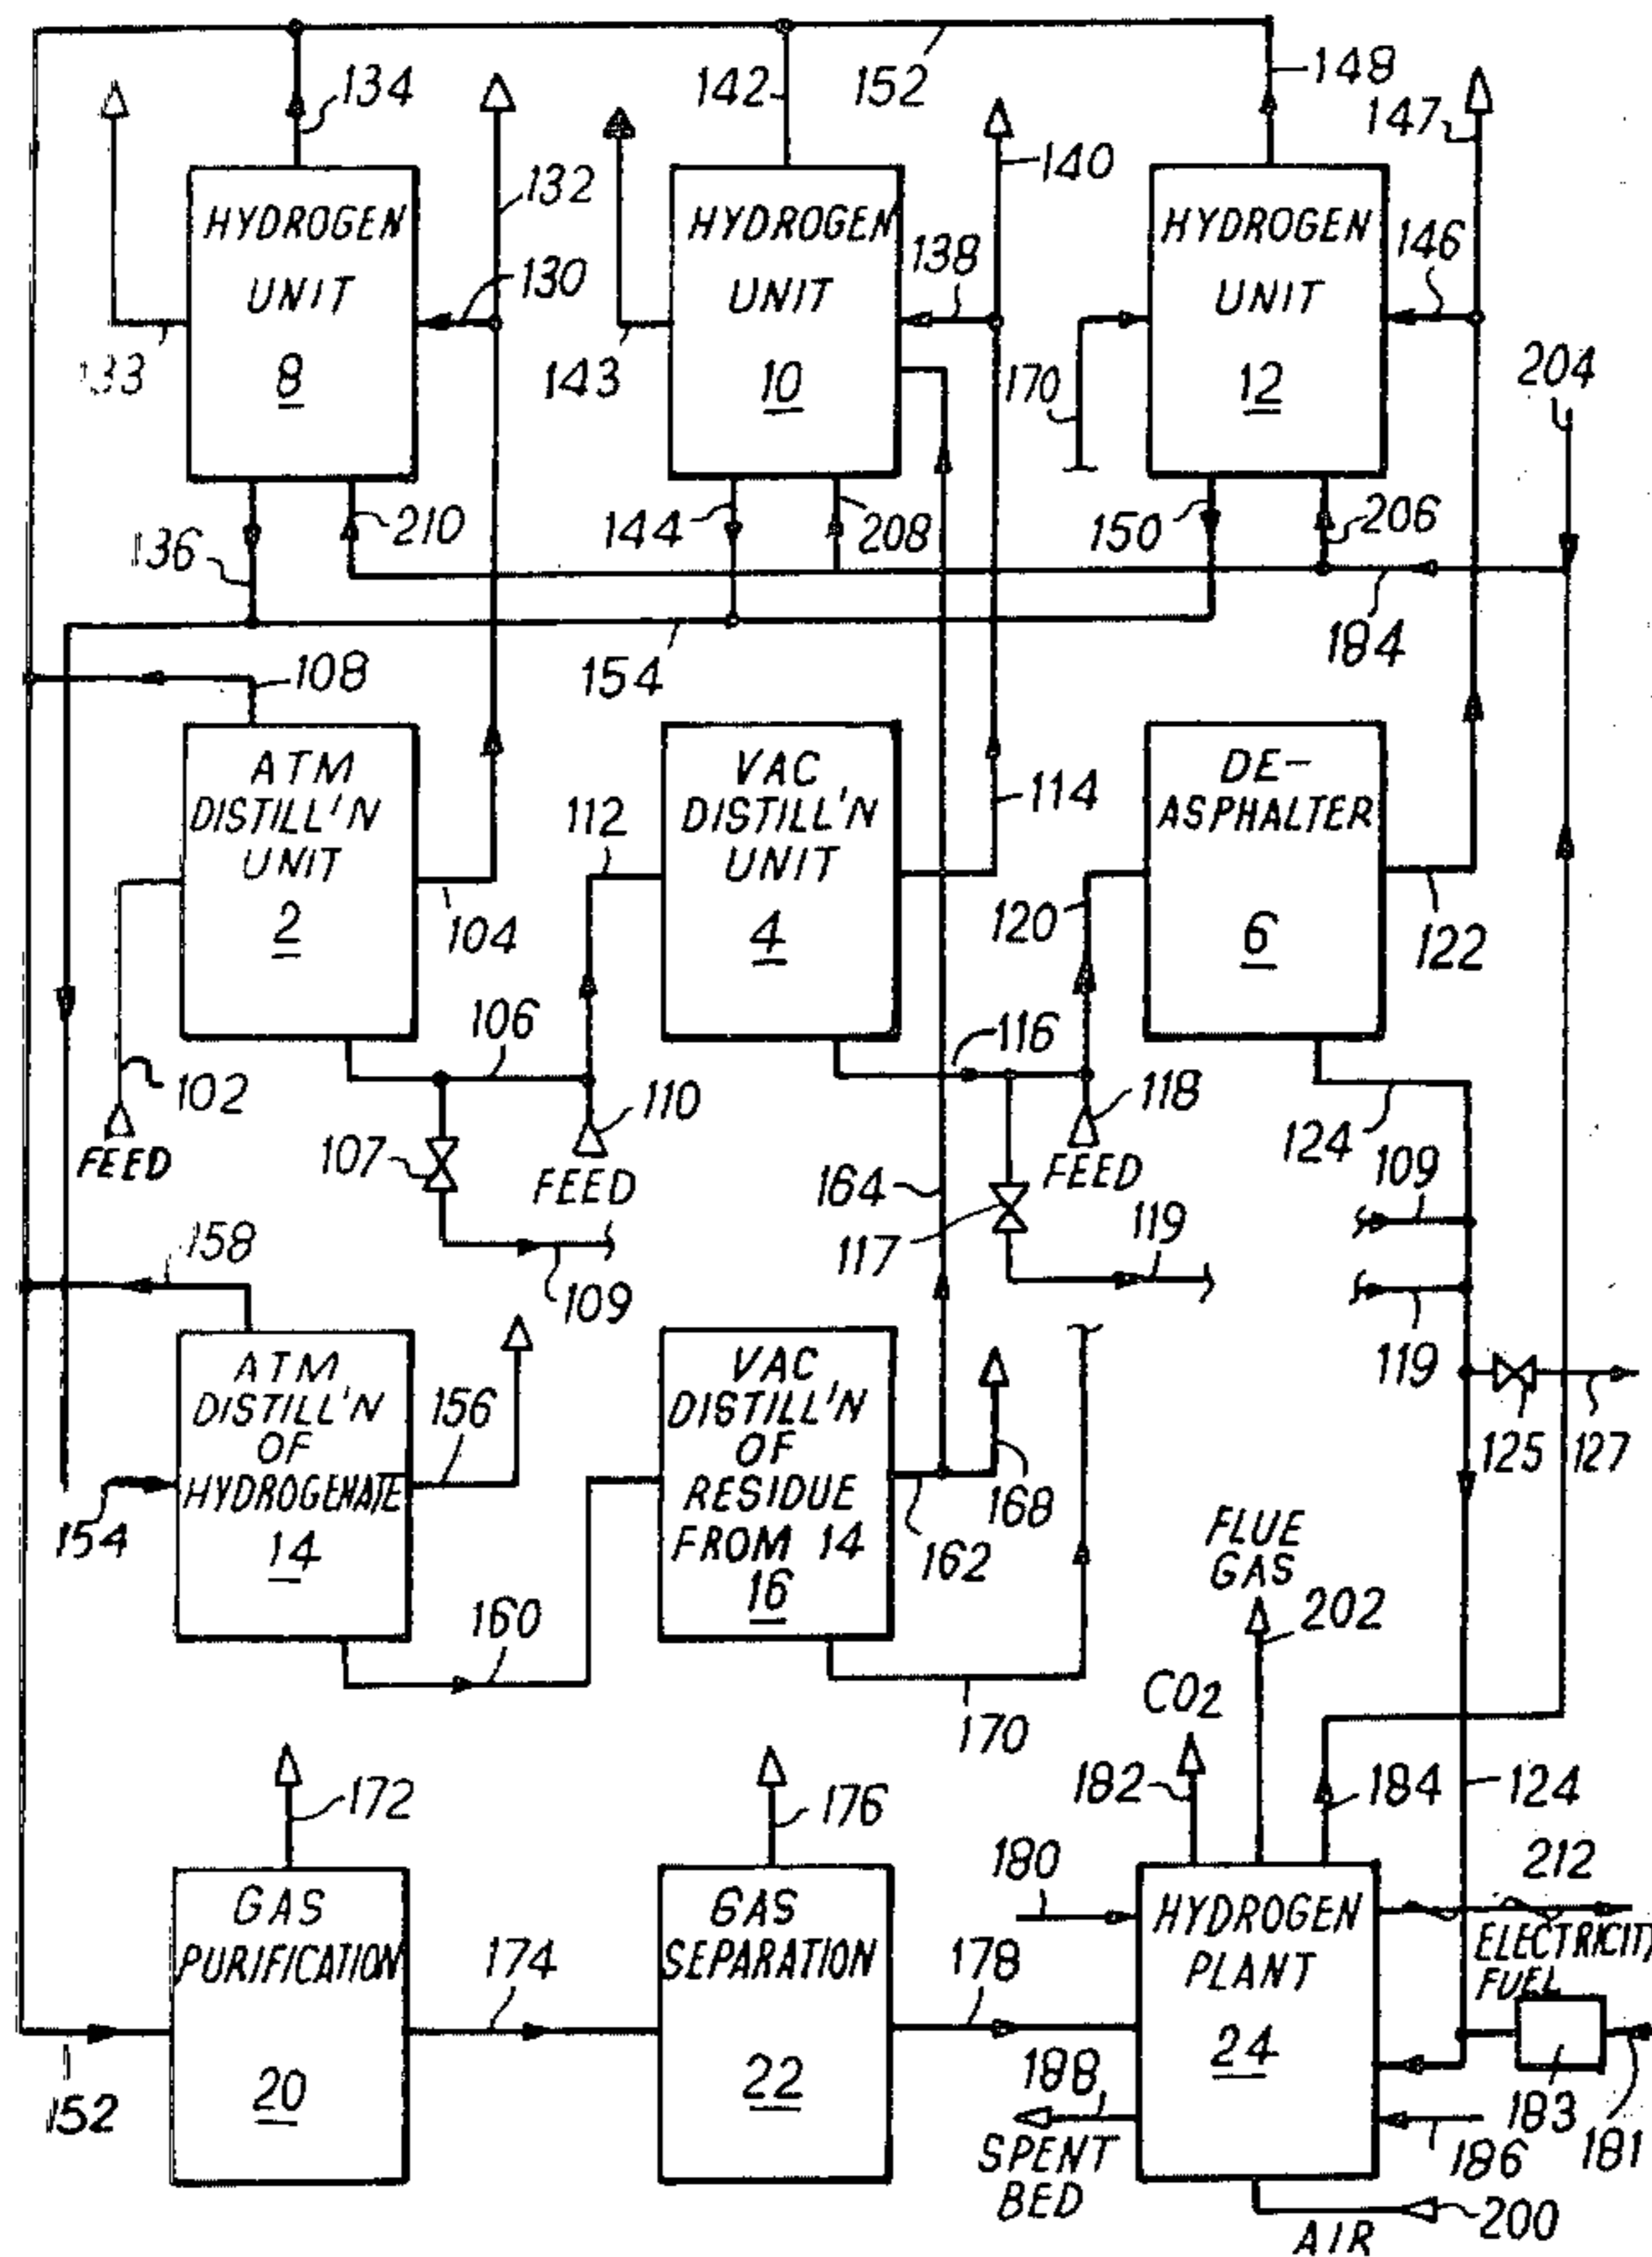 134
142
152
148
147
132
140
HYDROGEN
UNIT
8
130
133
HYDROGEN
UNIT
10
138
143
HYDROGEN
UNIT
12
146
170
204
136
210
144
208
150
206
154
184
108
ATM
DISTILL'N
UNIT
2
104
112
VAC
DISTILL'N
UNIT
4
114
120
DE-
ASPHALTER
6
122
102
FEED
106
107
110
FEED
109
116
118
FEED
117
119
164
124
109
119
125
127
158
ATM
DISTILL'N
OF
HYDROGENATE
14
154
156
160
VAC
DISTILL'N
OF
RESIDUE
FROM 14
16
162
168
170
FLUE
GAS
202
CO2
182
184
124
172
176
180
212
ELECTRICIT
FUEL
GAS
PURIFICATION
20
152
174
GAS
SEPARATION
22
178
HYDROGEN
PLANT
24
188
SPENT
BED
183
181
186
200
AIR